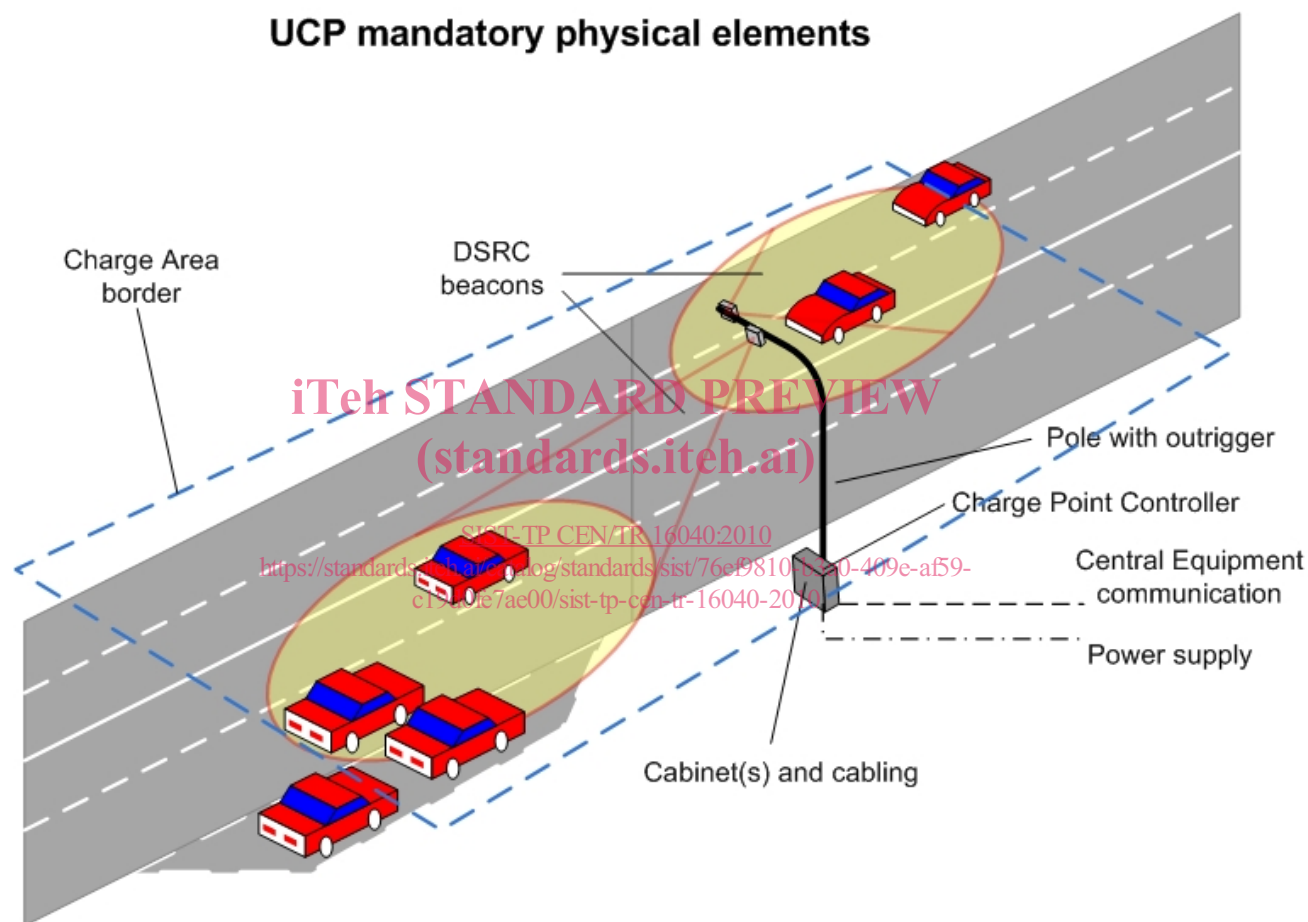 UCP mandatory physical elements
Charge Area
border
DSRC
beacons
iTeh STANDARD PREVIEW
(standards.iteh.ai)
Pole with outrigger
Charge Point Controller
SIST-TP CEN/TR 16040:2010
Central Equipment
communication
Power supply
Cabinet(s) and cabling